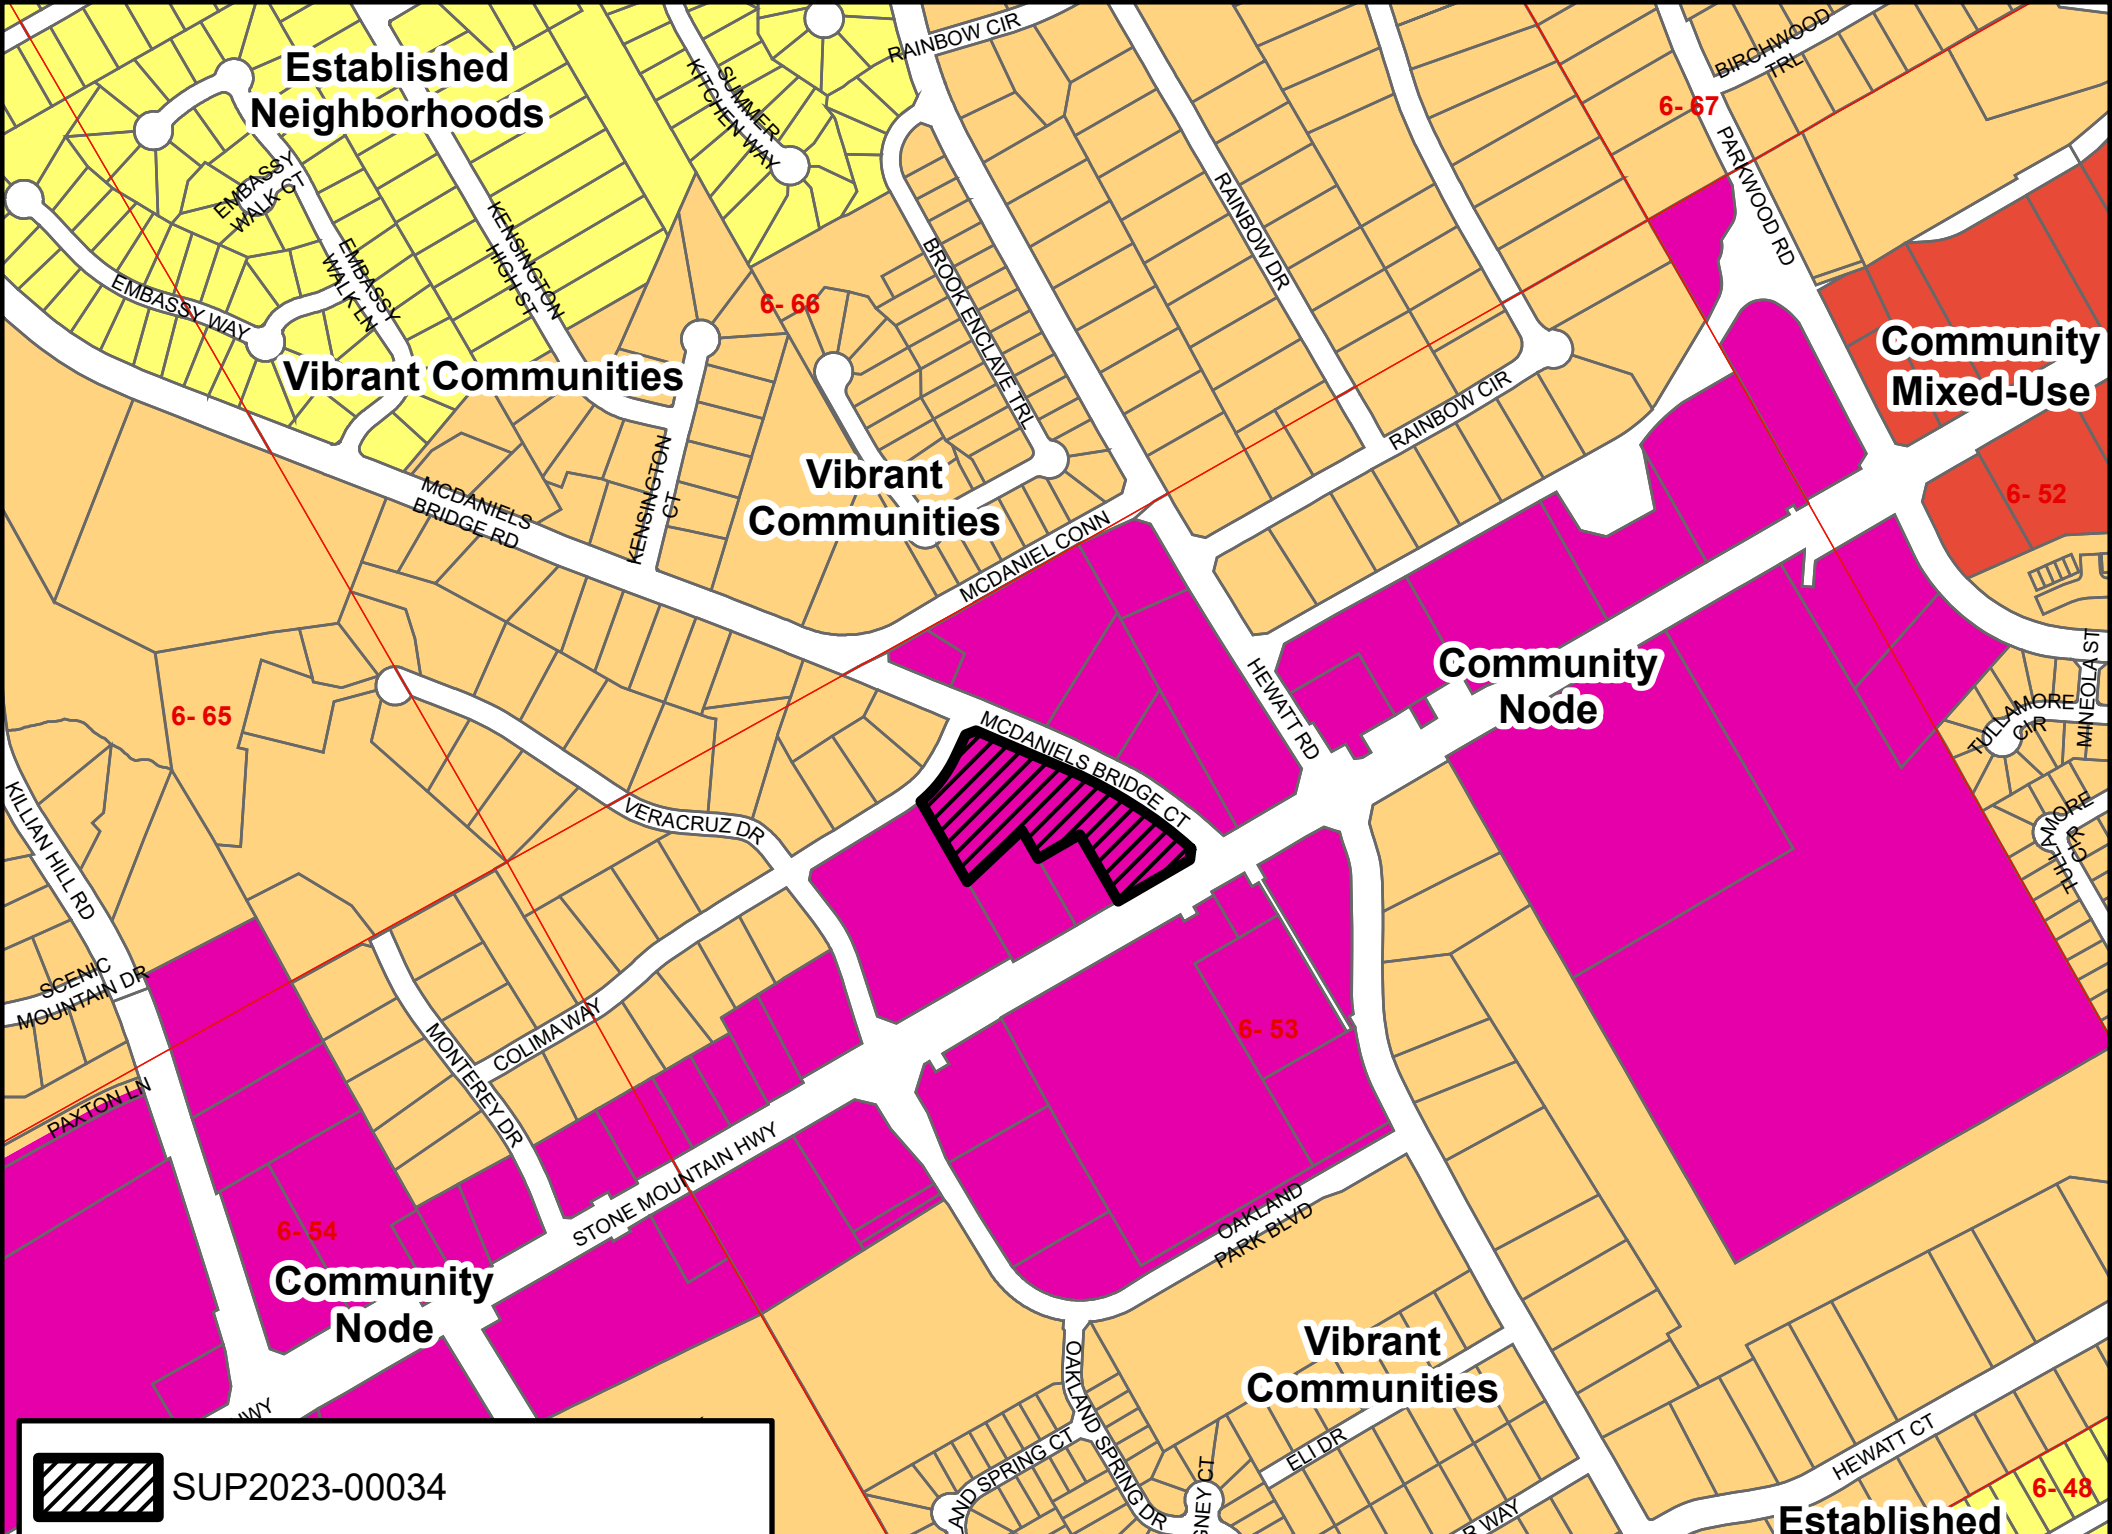 RAINBOW CIR
BIRCHWOOD
TRL
Established
Neighborhoods
SUMMER
KITCHEN WAY
6- 67
PARKWOOD RD
EMBASSY
WALK CT
KENSINGTON
HIGH ST
RAINBOW DR
EMBASSY
WALK LN
BROOK ENCLAVE TRL
EMBASSY WAY
6- 66
Community
Mixed-Use
Vibrant Communities
RAINBOW CIR
Vibrant
Communities
KENSINGTON
CT
MCDANIELS
BRIDGE RD
6- 52
MCDANIEL CONN
MINEOLA ST
Community
Node
HEWATT RD
6- 65
TULLAMORE
CIR
MCDANIELS BRIDGE CT
KILLIAN HILL RD
VERACRUZ DR
TULLAMORE
CIR
SCENIC
MOUNTAIN DR
COLIMA WAY
MONTEREY DR
6- 53
PAXTON LN
STONE MOUNTAIN HWY
OAKLAND
PARK BLVD
6- 54
Community
Node
Vibrant
Communities
OAKLAND SPRING DR
HWY
AND SPRING CT
ELI DR
HEWATT CT
GNEY CT
R WAY
6- 48
Established
SUP2023-00034